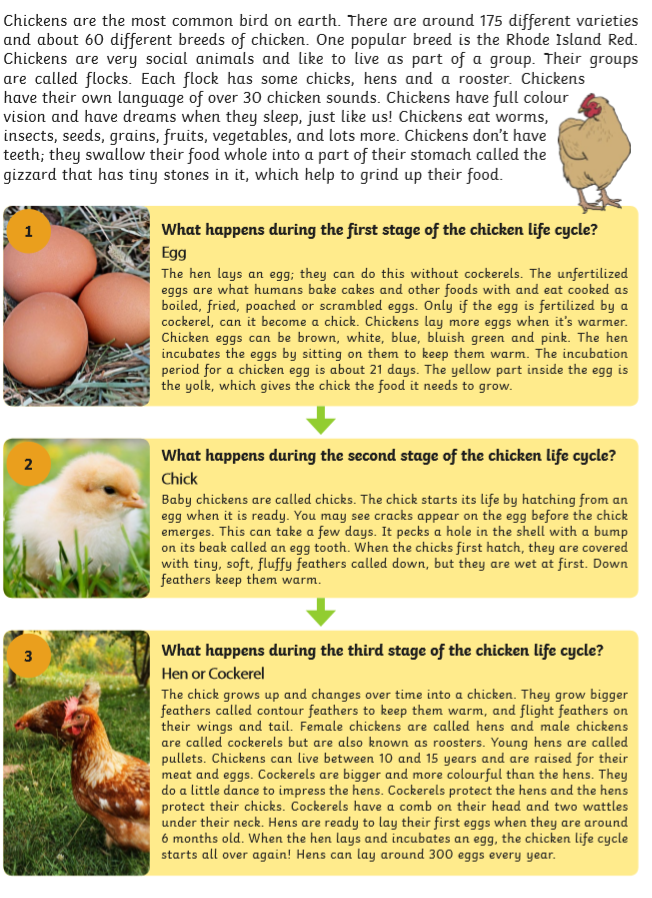 Chickens are the most common bird on earth. There are around 175 different varieties
and about 60 different breeds of chicken. One popular breed is the Rhode Island Red.
Chickens are very social animals and like to live as part of a group. Their groups
are called flocks. Each flock has some chicks, hens and a rooster. Chickens
have their own language of over 30 chicken sounds. Chickens have full colour
vision and have dreams when they sleep, just like us! Chickens eat worms,
insects, seeds, grains, fruits, vegetables, and lots more. Chickens don't have
teeth; they swallow their food whole into a part of their stomach called the
gizzard that has tiny stones in it, which help to grind up their food.
1
What happens during the first stage of the chicken life cycle?
Egg
The hen lays an egg; they can do this without cockerels. The unfertilized
eggs are what humans bake cakes and other foods with and eat cooked as
boiled, fried, poached or scrambled eggs. Only if the egg is fertilized by a
cockerel, can it become a chick. Chickens lay more eggs when it's warmer.
Chicken eggs can be brown, white, blue, bluish green and pink. The hen
incubates the eggs by sitting on them to keep them warm. The incubation
period for a chicken egg is about 21 days. The yellow part inside the egg is
the yolk, which gives the chick the food it needs to grow.
2
What happens during the second stage of the chicken life cycle?
Chick
Baby chickens are called chicks. The chick starts its life by hatching from an
egg when it is ready. You may see cracks appear on the egg before the chick
emerges. This can take a few days. It pecks a hole in the shell with a bump
on its beak called an egg tooth. When the chicks first hatch, they are covered
with tiny, soft, fluffy feathers called down, but they are wet at first. Down
feathers keep them warm.
3
What happens during the third stage of the chicken life cycle?
Hen or Cockerel
The chick grows up and changes over time into a chicken. They grow bigger
feathers called contour feathers to keep them warm, and flight feathers on
their wings and tail. Female chickens are called hens and male chickens
are called cockerels but are also known as roosters. Young hens are called
pullets. Chickens can live between 10 and 15 years and are raised for their
meat and eggs. Cockerels are bigger and more colourful than the hens. They
do a little dance to impress the hens. Cockerels protect the hens and the hens
protect their chicks. Cockerels have a comb on their head and two wattles
under their neck. Hens are ready to lay their first eggs when they are around
6 months old. When the hen lays and incubates an egg, the chicken life cycle
starts all over again! Hens can lay around 300 eggs every year.